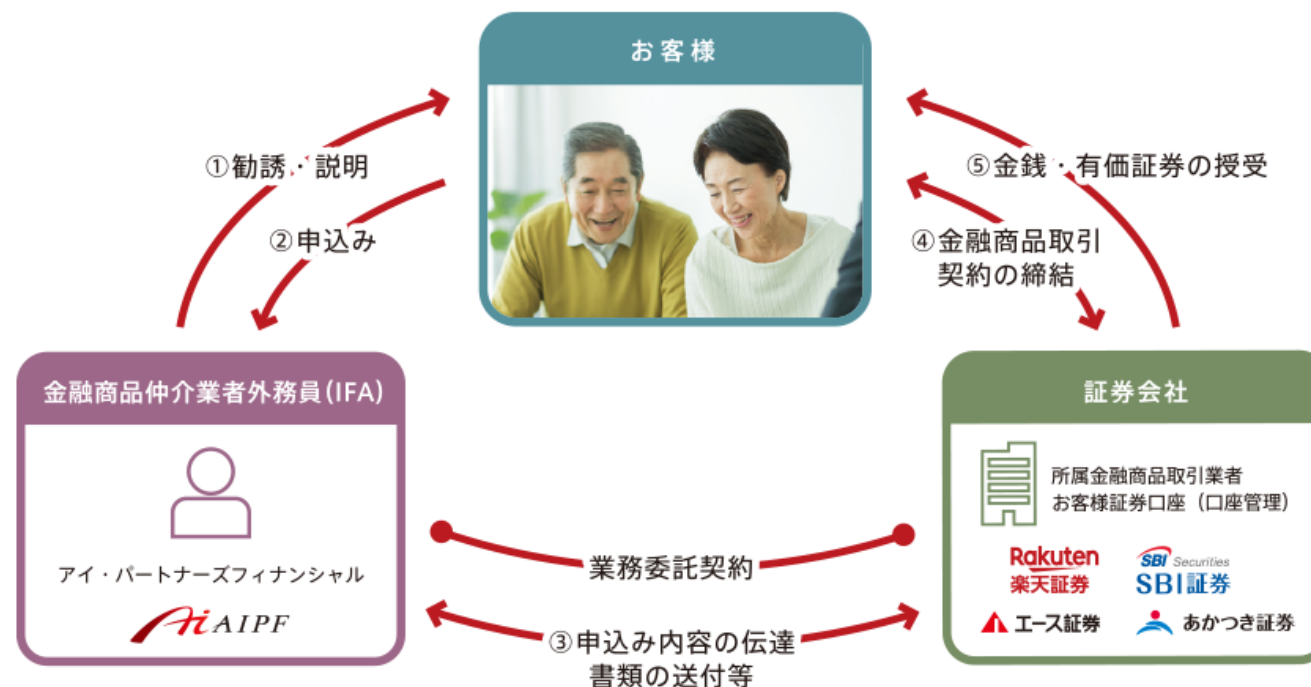 お客様
①勧誘・説明
②申込み
⑤金銭・有価証券の授受
④金融商品取引
契約の締結
金融商品仲介業者外務員(IFA)
アイ・パートナーズフィナンシャル
Ai AIPF
証券会社
所属金融商品取引業者
お客様証券口座（口座管理）
Rakuten
楽天証券
SBI Securities
SBI証券
エース証券
あかつき証券
業務委託契約
③申込み内容の伝達
書類の送付等